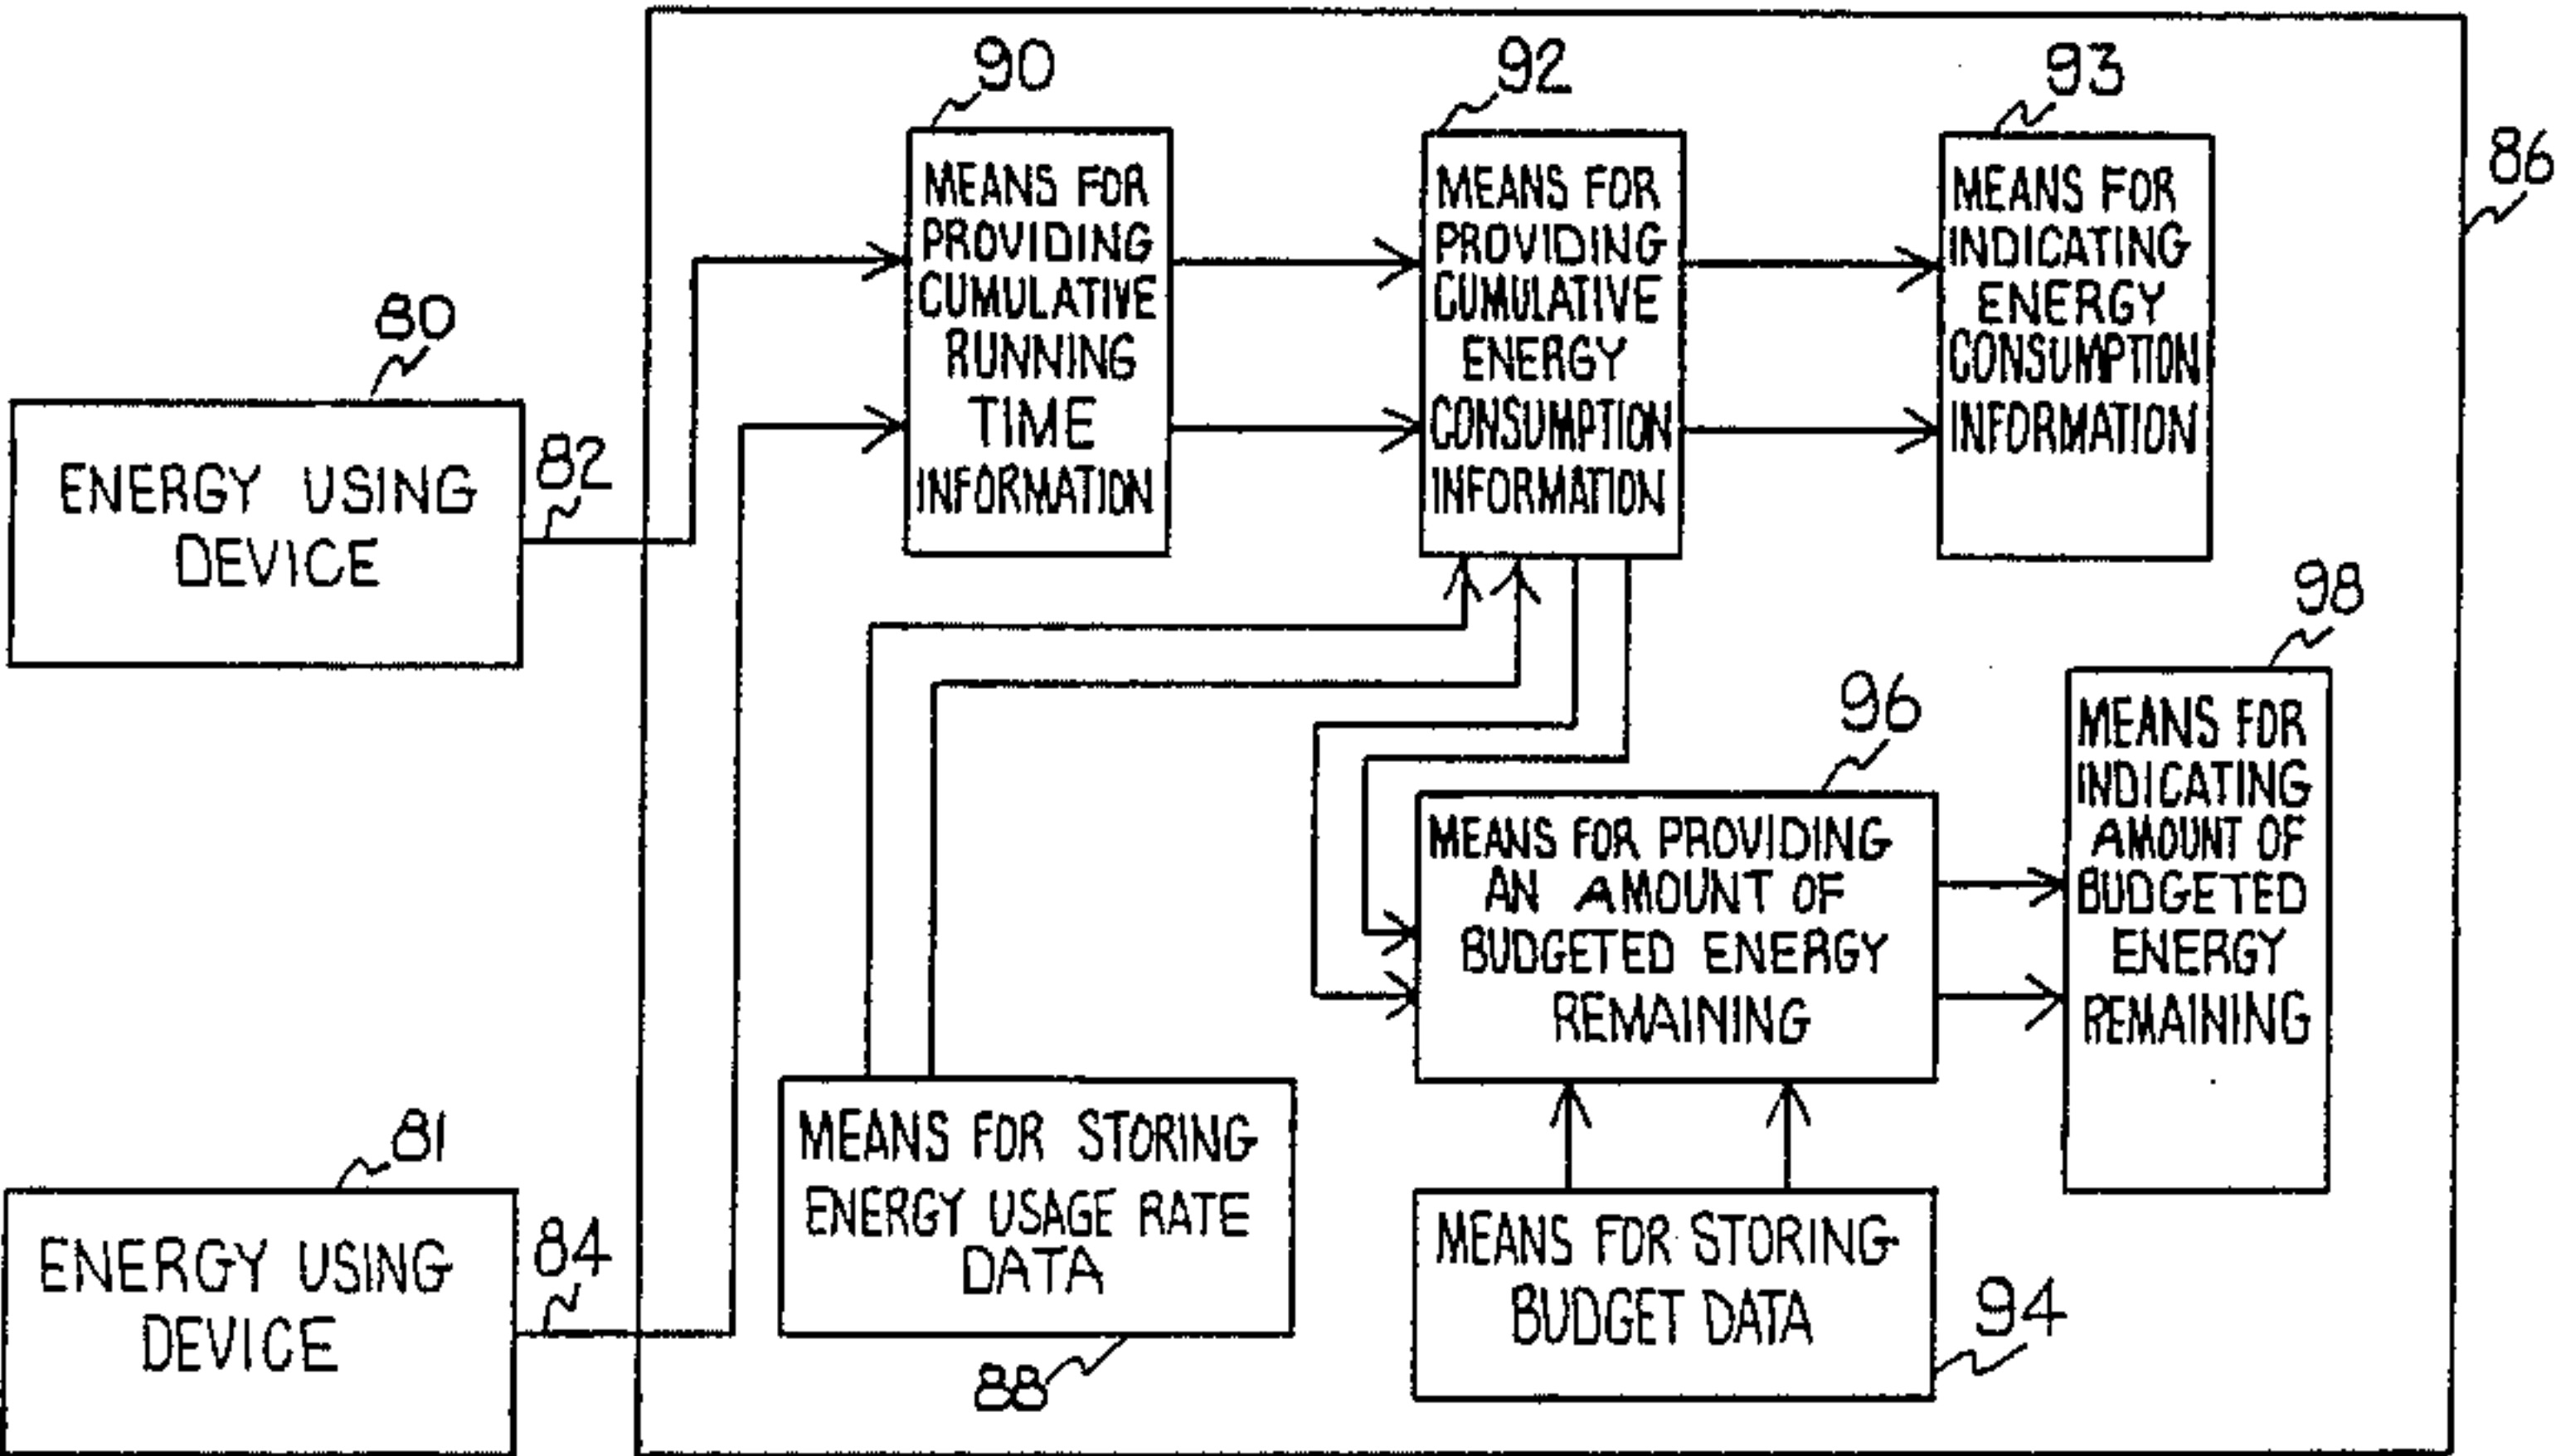 90
92
93
86
MEANS FOR
PROVIDING
CUMULATIVE
RUNNING
TIME
INFORMATION
MEANS FOR
PROVIDING
CUMULATIVE
ENERGY
CONSUMPTION
INFORMATION
MEANS FOR
INDICATING
ENERGY
CONSUMPTION
INFORMATION
80
ENERGY USING
DEVICE
82
98
96
MEANS FOR PROVIDING
AN AMOUNT OF
BUDGETED ENERGY
REMAINING
MEANS FOR
INDICATING
AMOUNT OF
BUDGETED
ENERGY
REMAINING
81
ENERGY USING
DEVICE
84
MEANS FOR STORING
ENERGY USAGE RATE
DATA
88
MEANS FOR STORING
BUDGET DATA
94